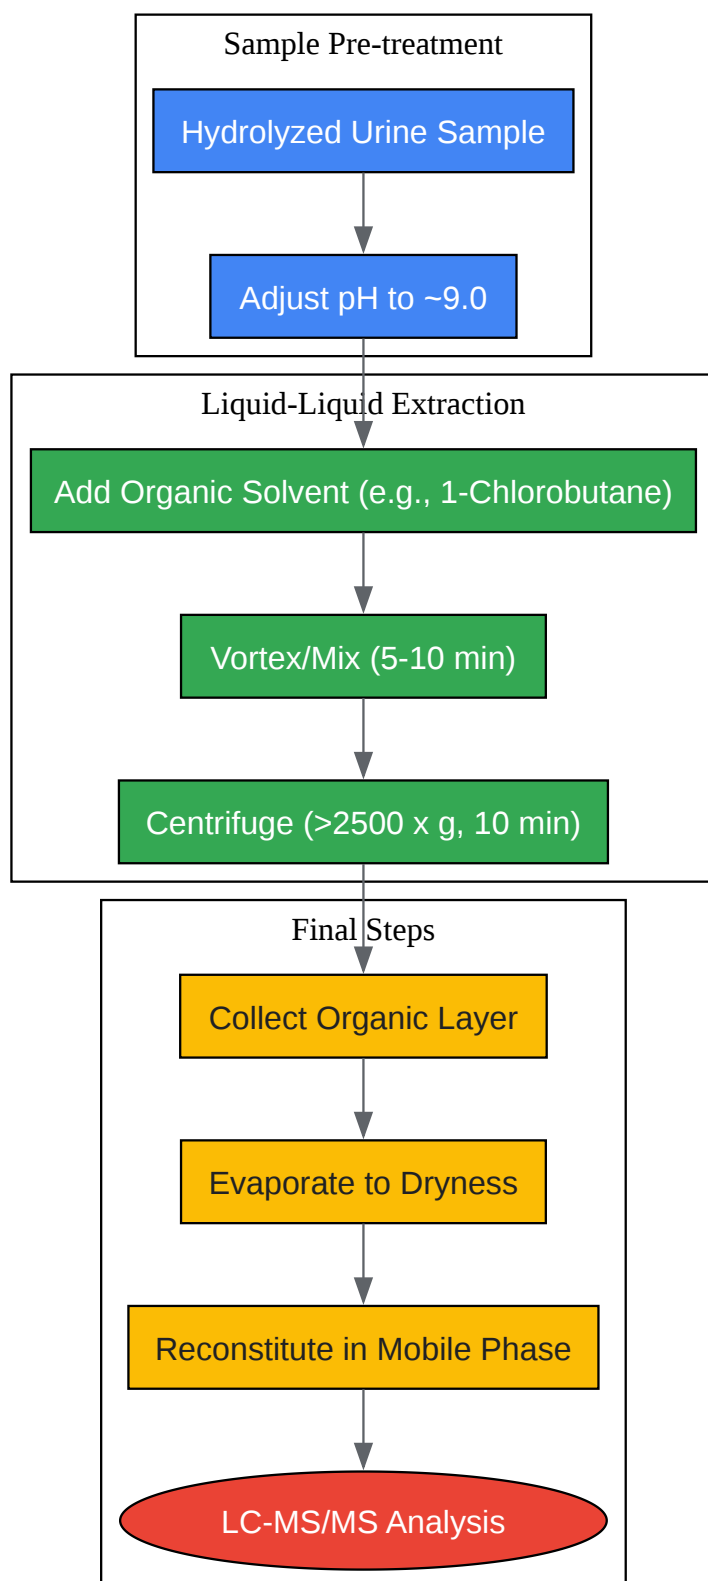 Sample Pre-treatment
Hydrolyzed Urine Sample
Adjust pH to ~9.0
Liquid-Liquid Extraction
Add Organic Solvent (e.g., 1-Chlorobutane)
Vortex/Mix (5-10 min)
Centrifuge (>2500 x g, 10 min)
Final Steps
Collect Organic Layer
Evaporate to Dryness
Reconstitute in Mobile Phase
LC-MS/MS Analysis